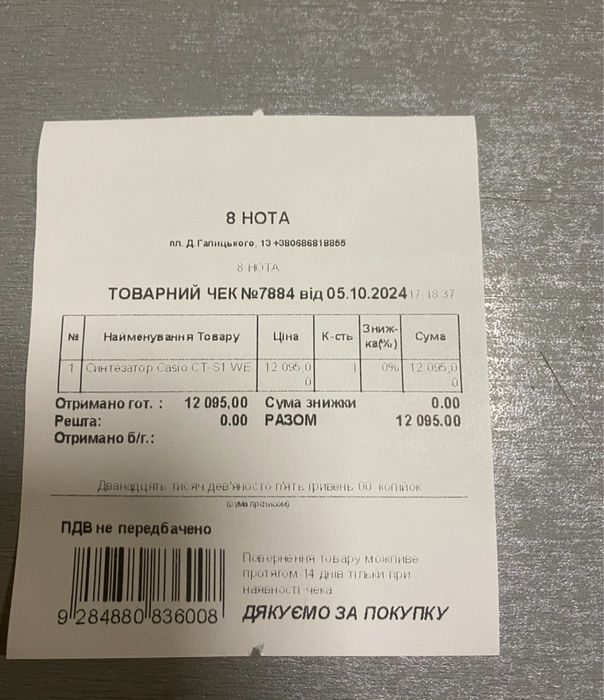 8 НОТА
пл. Д.Галицького, 13 +380686818865
8 НОТА
ТОВАРНИЙ ЧЕК №7884 від 05.10.2024 17:18:37
№ Найменування Товару Ціна К-сть Зниж-ка(%) Сума
1 Синтезатор Casio CT-S1 WE 12 095,00 1 0% 12 095,00
Отримано гот. : 12 095,00 Сума знижки 0.00
Решта: 0.00 РАЗОМ 12 095.00
Отримано б/г.:
Дванадцять тисяч дев'яносто п'ять гривень 00 копійок
(сума прописом)
ПДВ не передбачено
Повернення товару можливе
протягом 14 днів тільки при
наявності чека
9 284880 836008 ДЯКУЄМО ЗА ПОКУПКУ